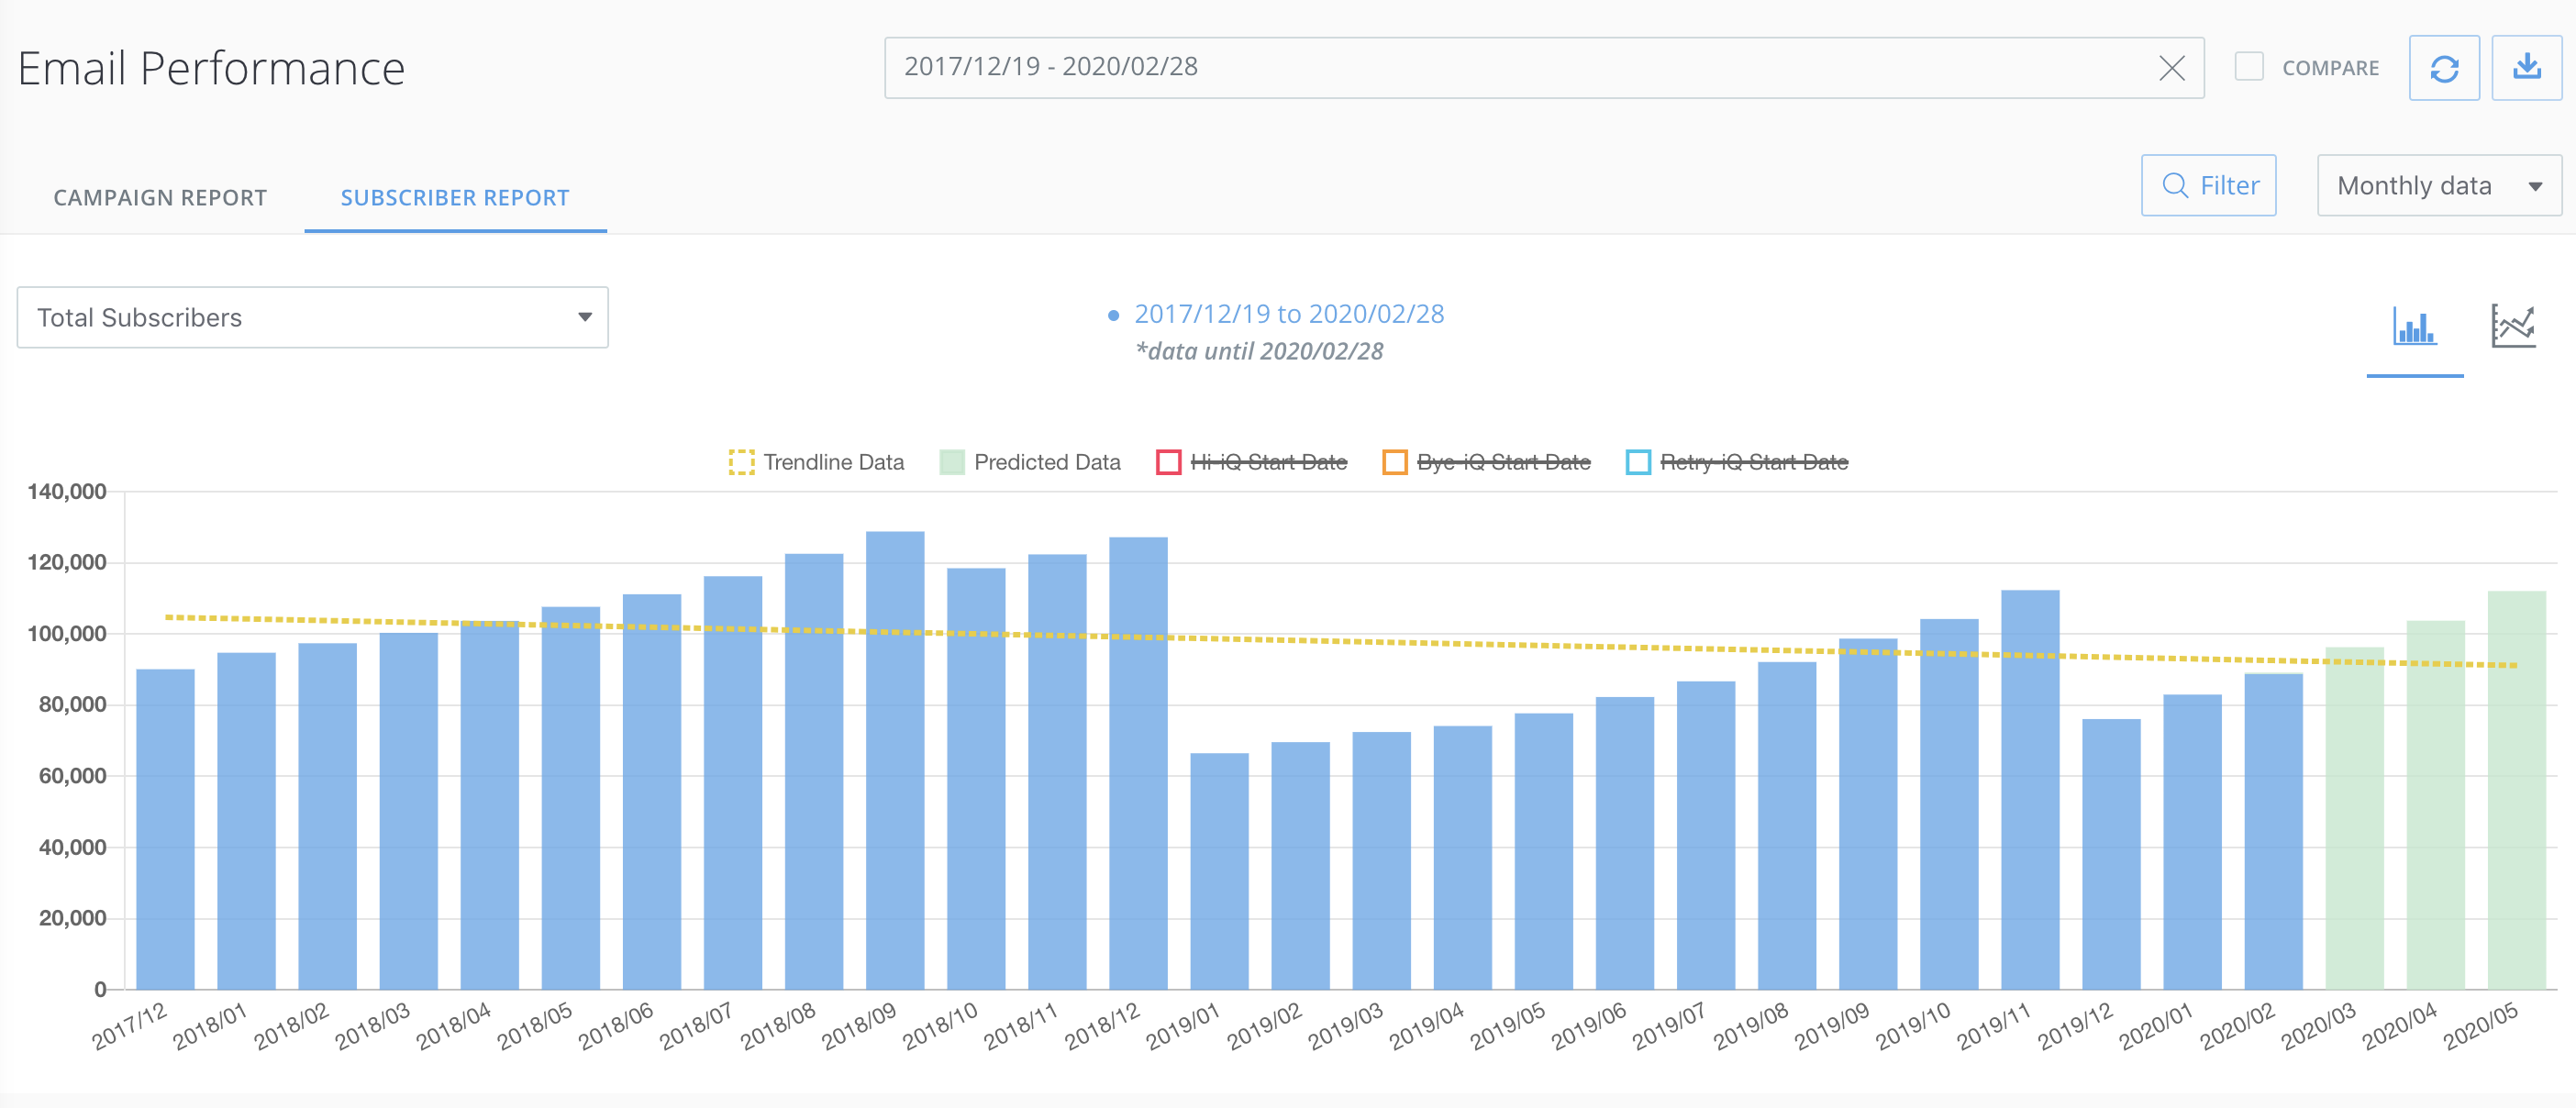 Email Performance
2017/12/19 - 2020/02/28
COMPARE
CAMPAIGN REPORT
SUBSCRIBER REPORT
Filter
Monthly data
Total Subscribers
2017/12/19 to 2020/02/28
*data until 2020/02/28
Trendline Data
Predicted Data
Hi-iQ Start Date
Bye-iQ Start Date
Retry-iQ Start Date
140,000
120,000
100,000
80,000
60,000
40,000
20,000
0
2017/12
2018/01
2018/02
2018/03
2018/04
2018/05
2018/06
2018/07
2018/08
2018/09
2018/10
2018/11
2018/12
2019/01
2019/02
2019/03
2019/04
2019/05
2019/06
2019/07
2019/08
2019/09
2019/10
2019/11
2019/12
2020/01
2020/02
2020/03
2020/04
2020/05